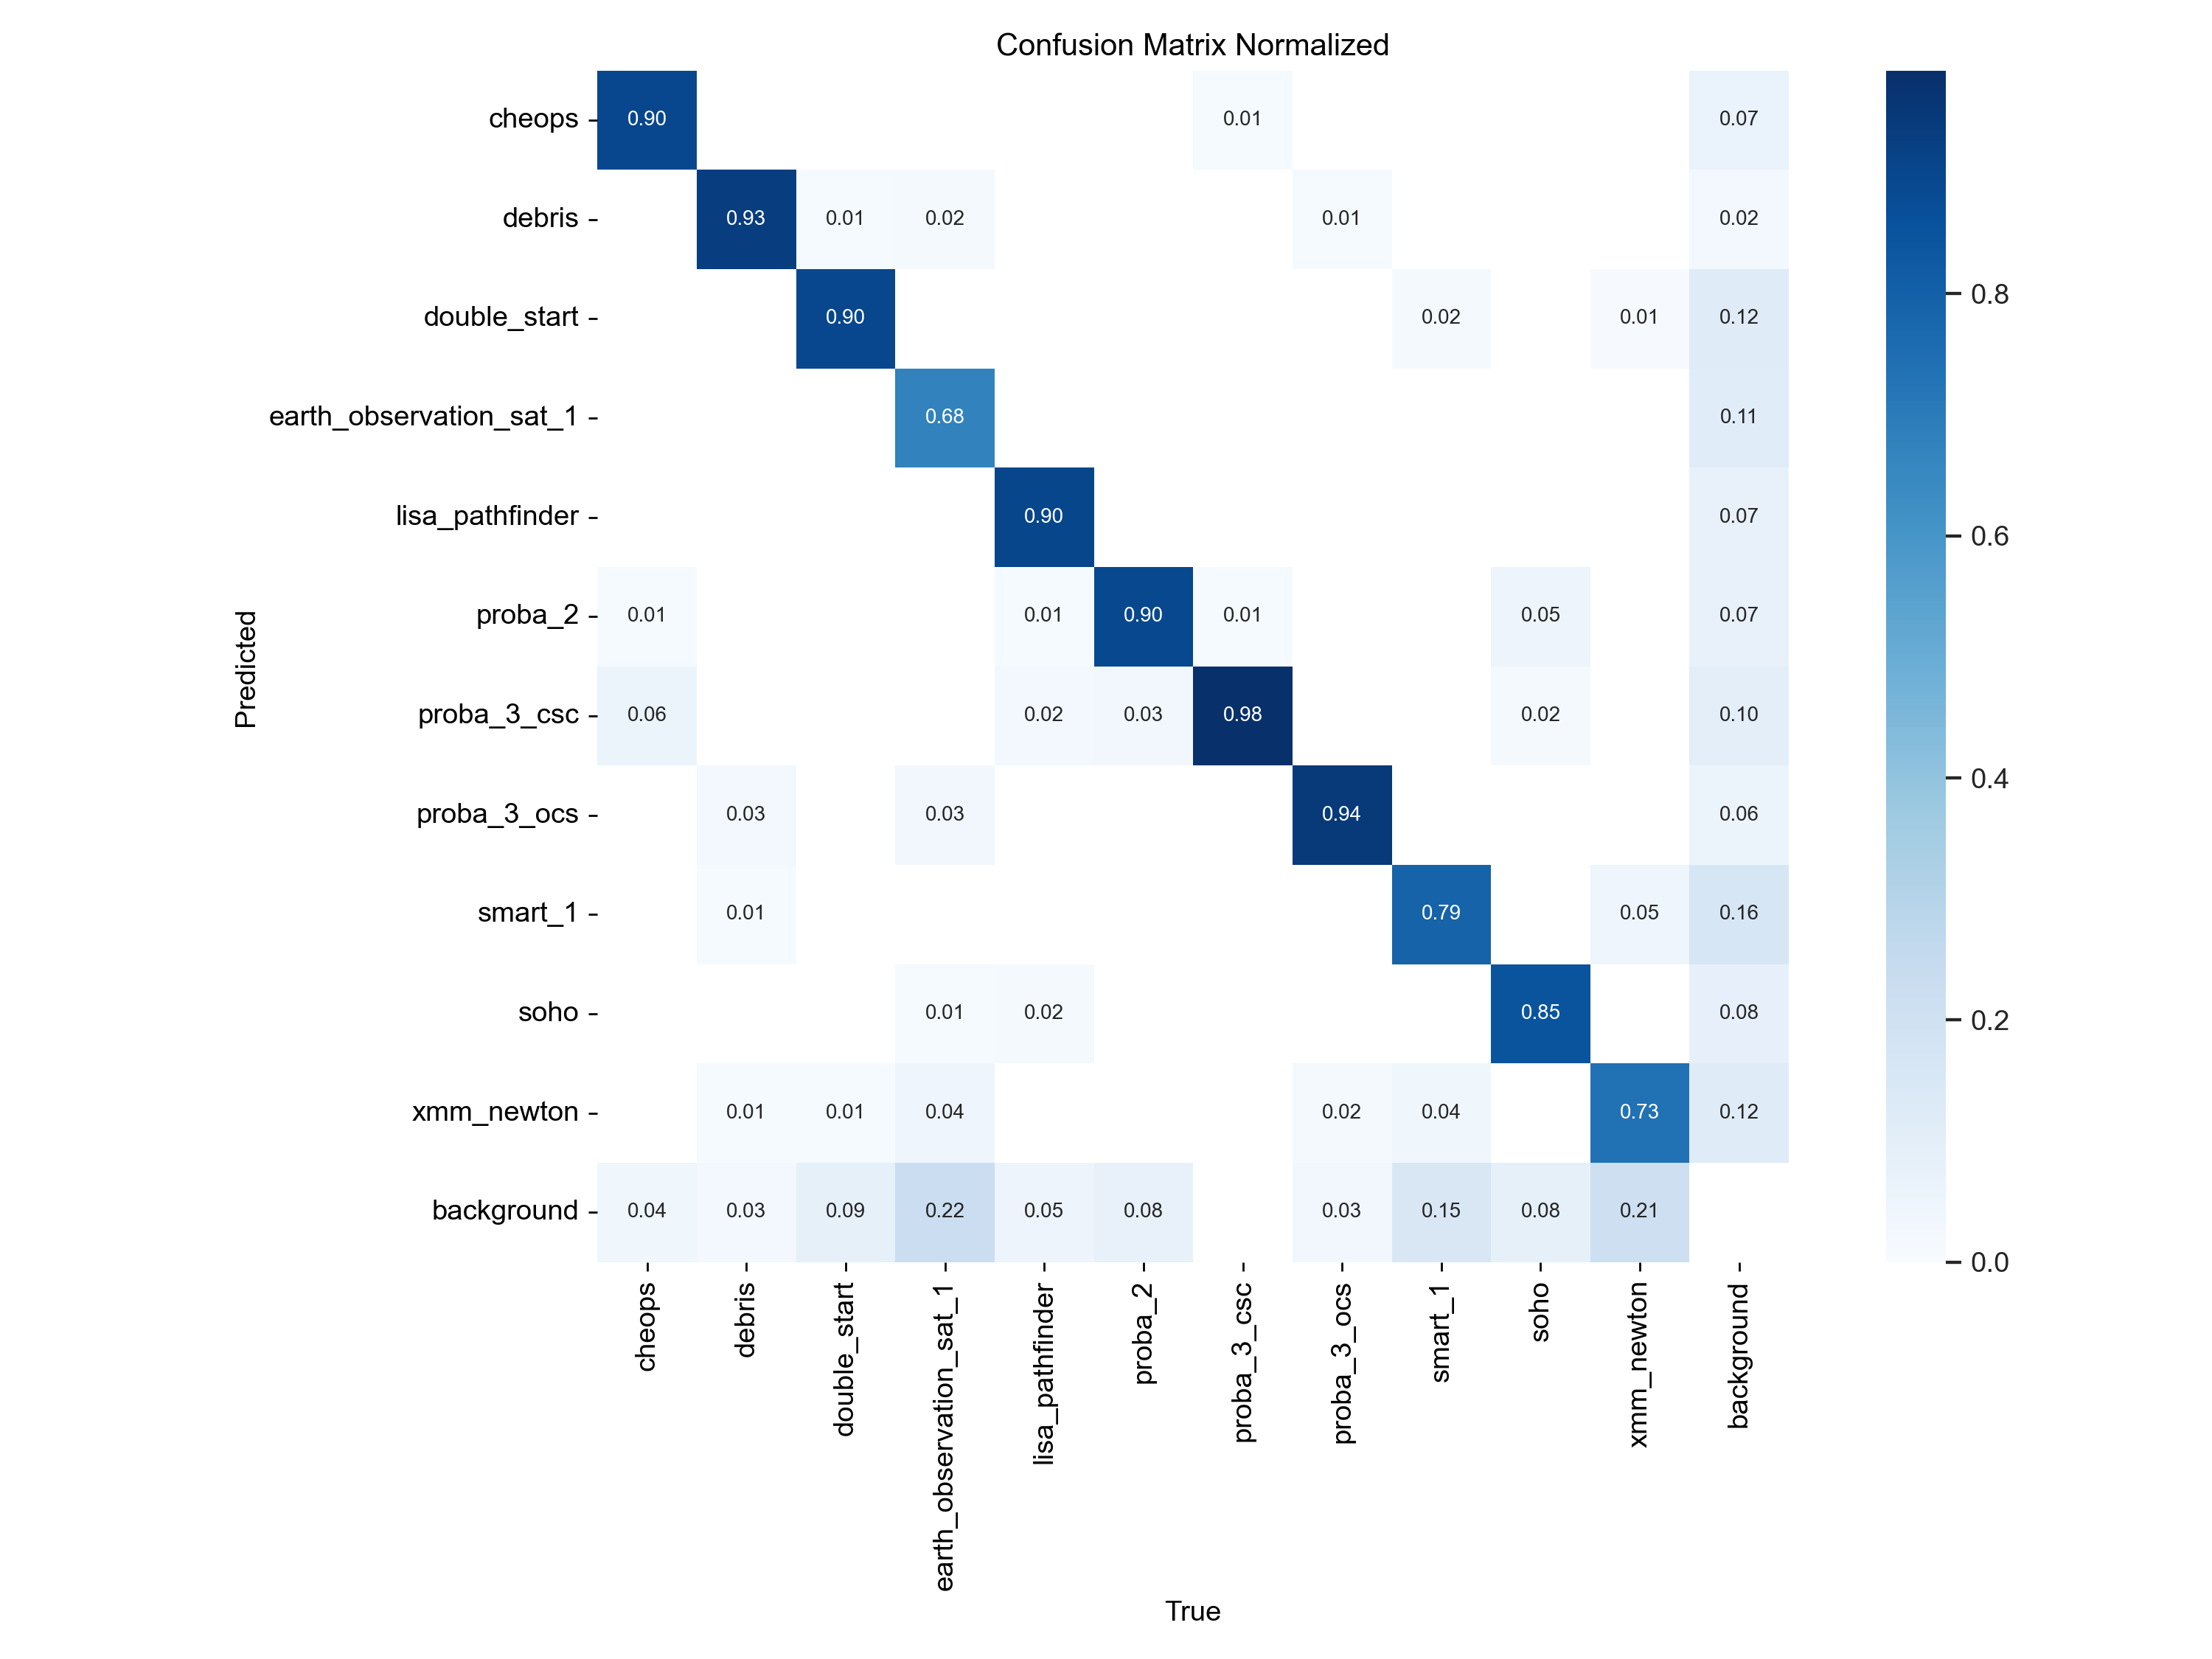 Confusion Matrix Normalized
cheops 0.90 0.01 0.07
debris 0.93 0.01 0.02 0.01 0.02
double_start 0.90 0.02 0.01 0.12
earth_observation_sat_1 0.68 0.11
lisa_pathfinder 0.90 0.07
proba_2 0.01 0.01 0.90 0.01 0.05 0.07
proba_3_csc 0.06 0.02 0.03 0.98 0.02 0.10
proba_3_ocs 0.03 0.03 0.94 0.06
smart_1 0.01 0.79 0.05 0.16
soho 0.01 0.02 0.85 0.08
xmm_newton 0.01 0.01 0.04 0.02 0.04 0.73 0.12
background 0.04 0.03 0.09 0.22 0.05 0.08 0.03 0.15 0.08 0.21
Predicted
cheops
debris
double_start
earth_observation_sat_1
lisa_pathfinder
proba_2
proba_3_csc
proba_3_ocs
smart_1
soho
xmm_newton
background
True
0.8
0.6
0.4
0.2
0.0